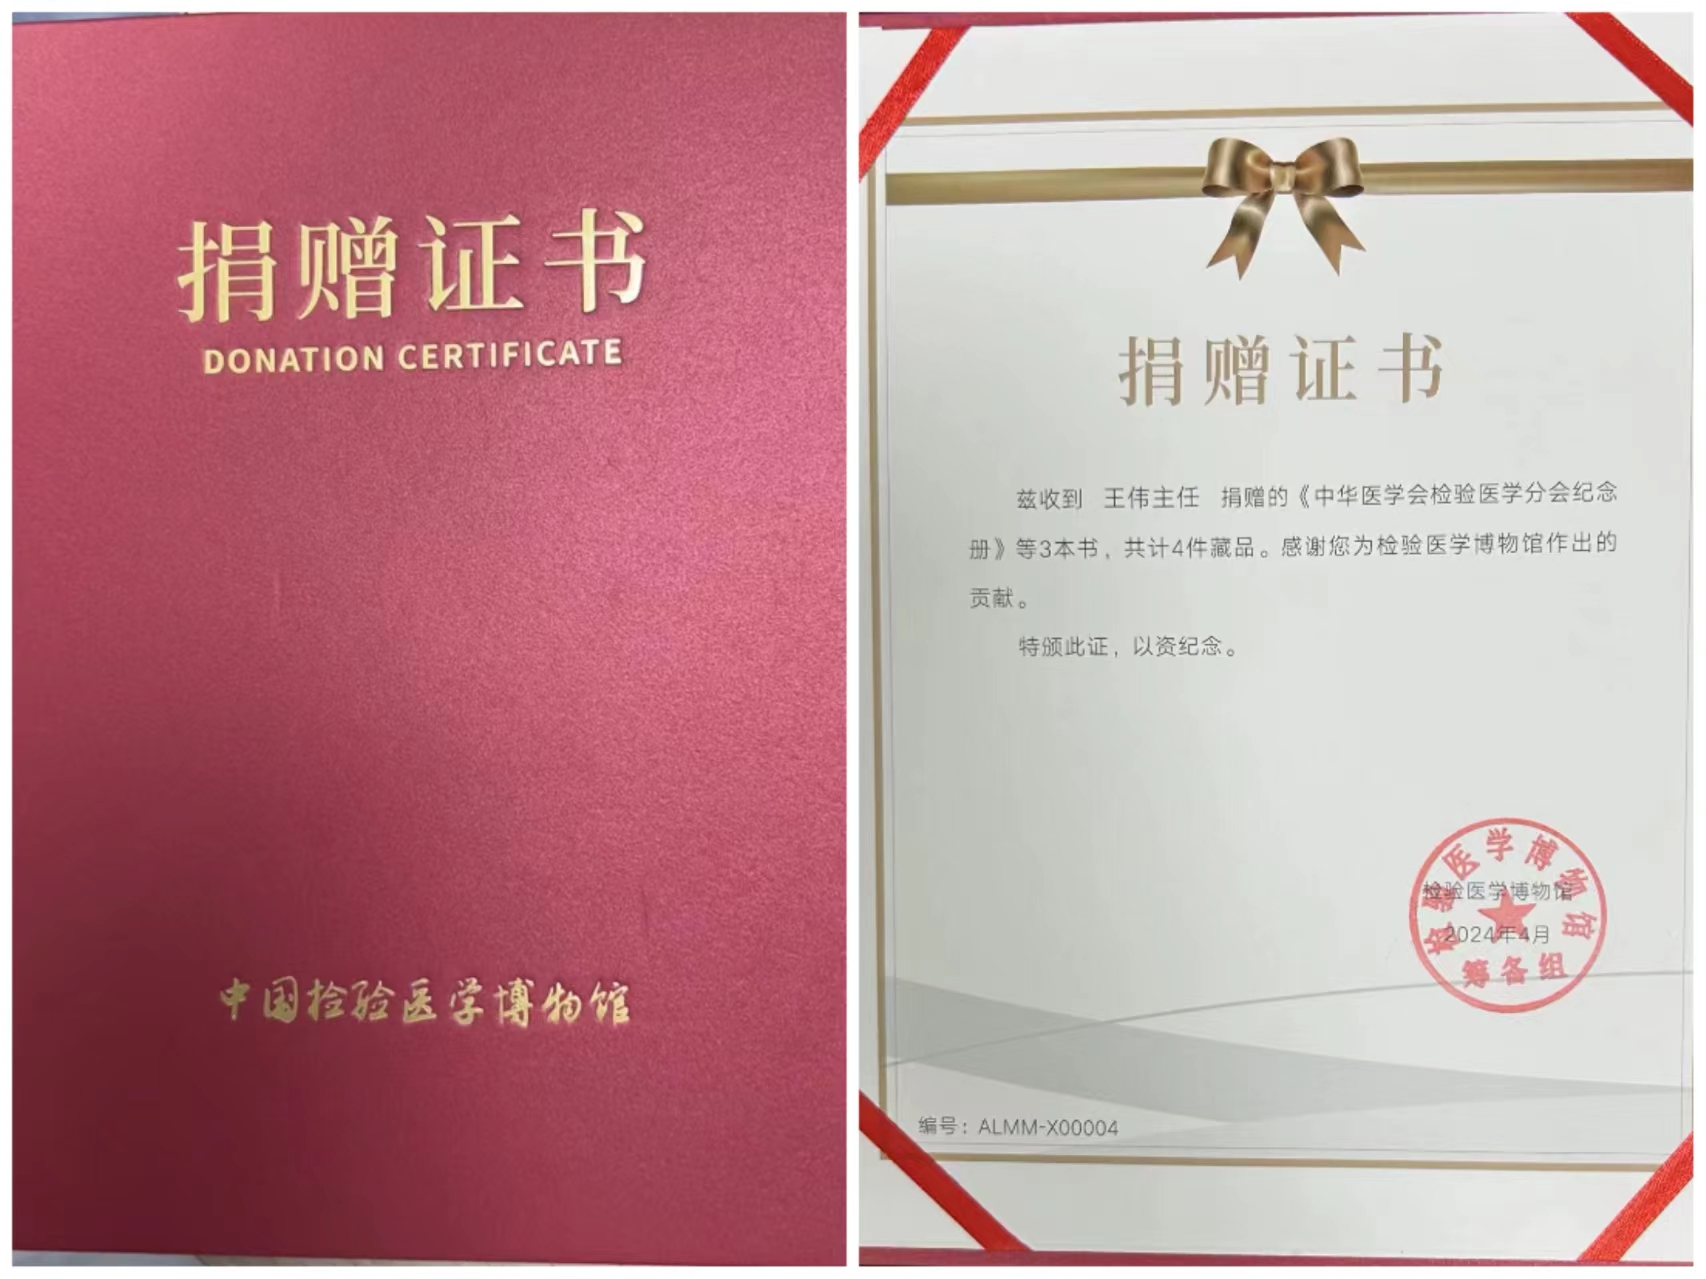 捐赠证书
DONATION CERTIFICATE
中国检验医学博物馆
捐赠证书
兹收到 王伟主任 捐赠的《中华医学会检验医学分会纪念
册》等3本书，共计4件藏品。感谢您为检验医学博物馆作出的
贡献。
特颁此证，以资纪念。
检验医学博物馆
2024年4月
检验医学博物馆
筹备组
编号：ALMM-X00004